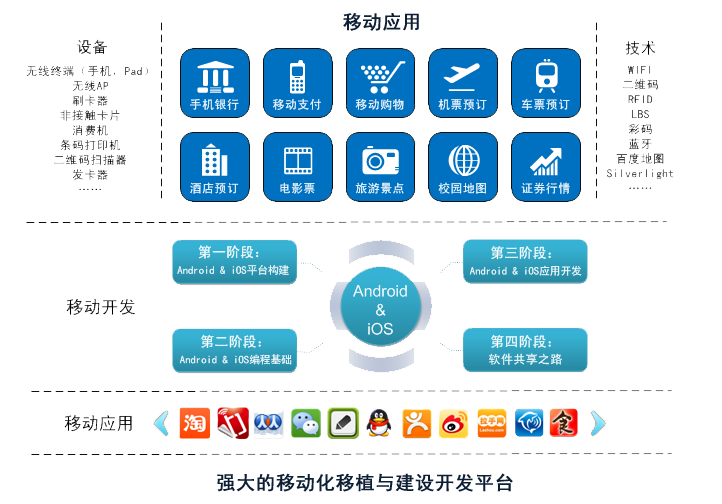 移动应用
设备
无线终端（手机，Pad）
无线AP
刷卡器
非接触卡片
消费机
条码打印机
二维码扫描器
发卡器
······
手机银行
移动支付
移动购物
机票预订
车票预订
酒店预订
电影票
旅游景点
校园地图
证券行情
技术
WIFI
二维码
RFID
LBS
彩码
蓝牙
百度地图
Silverlight
······
移动开发
第一阶段：
Android & iOS平台构建
第二阶段：
Android & iOS编程基础
Android
&
iOS
第三阶段：
Android & iOS应用开发
第四阶段：
软件共享之路
移动应用
淘
拉手网
Lashou.com
食
强大的移动化移植与建设开发平台